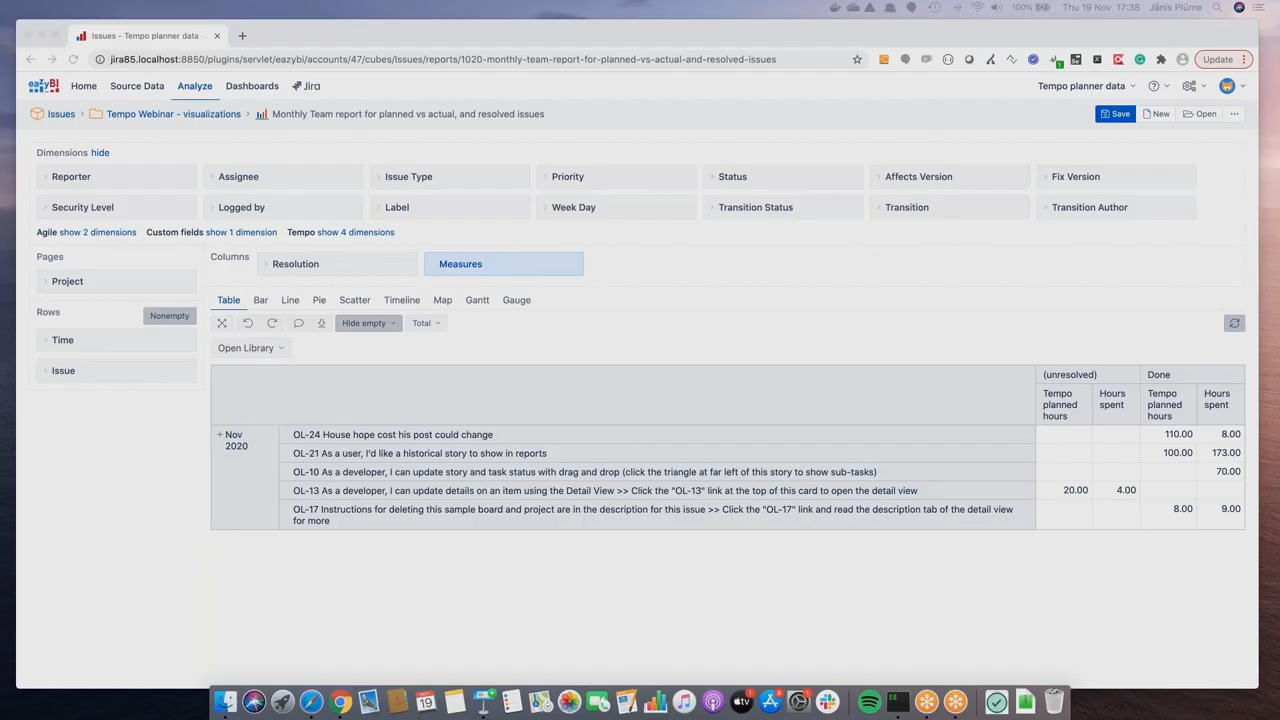 100% Thu 19 Nov 17:38 Jānis Plūme
Issues - Tempo planner data -
jira85.localhost:8850/plugins/servlet/eazybi/accounts/47/cubes/Issues/reports/1020-monthly-team-report-for-planned-vs-actual-and-resolved-issues
Update
eazyBI Home Source Data Analyze Dashboards Jira Tempo planner data
Issues Tempo Webinar - visualizations Monthly Team report for planned vs actual, and resolved issues Save New Open
Dimensions hide
Reporter Assignee Issue Type Priority Status Affects Version Fix Version
Security Level Logged by Label Week Day Transition Status Transition Transition Author
Agile show 2 dimensions Custom fields show 1 dimension Tempo show 4 dimensions
Pages
Project
Rows Nonempty
Time
Issue
Columns Resolution Measures
Table Bar Line Pie Scatter Timeline Map Gantt Gauge
Hide empty Total
Open Library
(unresolved) Done
Tempo planned hours Hours spent Tempo planned hours Hours spent
Nov 2020
OL-24 House hope cost his post could change 110.00 8.00
OL-21 As a user, I'd like a historical story to show in reports 100.00 173.00
OL-10 As a developer, I can update story and task status with drag and drop (click the triangle at far left of this story to show sub-tasks) 70.00
OL-13 As a developer, I can update details on an item using the Detail View >> Click the "OL-13" link at the top of this card to open the detail view 20.00 4.00
OL-17 Instructions for deleting this sample board and project are in the description for this issue >> Click the "OL-17" link and read the description tab of the detail view 8.00 9.00
for more
19
tv